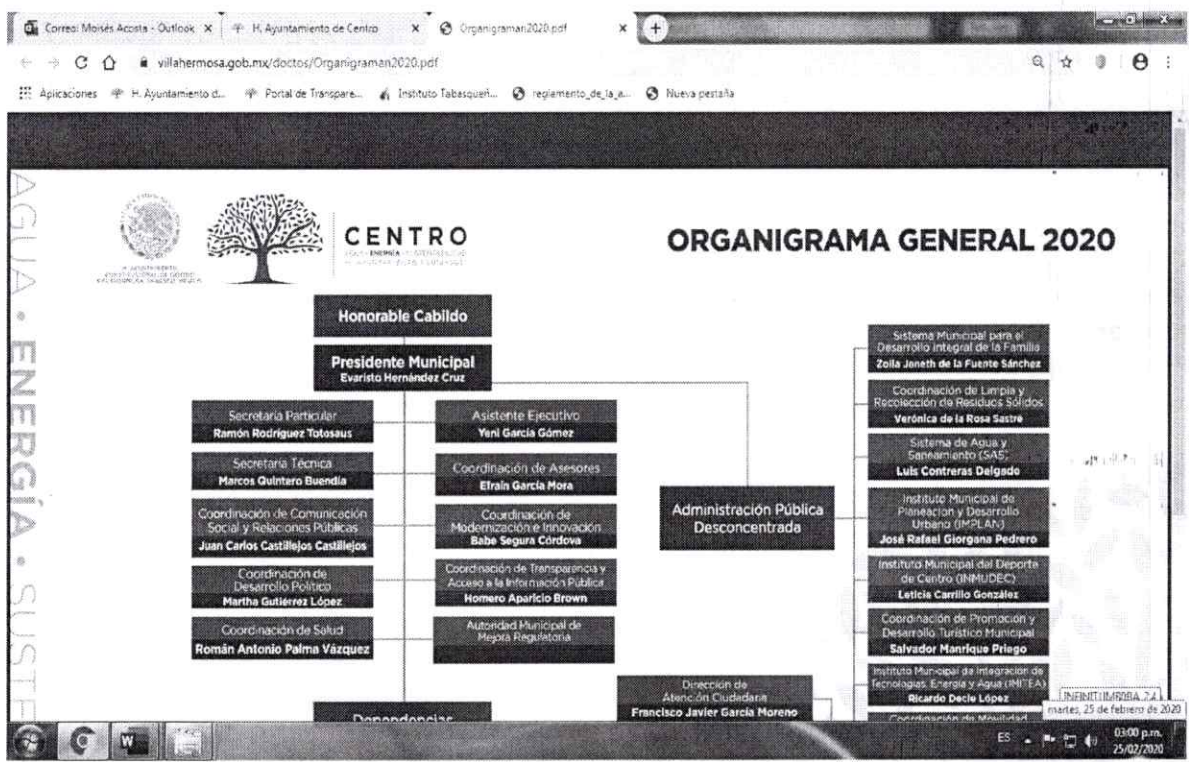 Correo: Moisés Acosta - Outlook
H. Ayuntamiento de Centro
Organigraman2020.pdf
villahermosa.gob.mx/doctos/Organigraman2020.pdf
Aplicaciones
H. Ayuntamiento d...
Portal de Transpare...
Instituto Tabasqueñ...
reglamento_de_la_a...
Nueva pestaña
AGUA • ENERGÍA • SUSTE
CENTRO
ORGANIGRAMA GENERAL 2020
Honorable Cabildo
Presidente Municipal
Evaristo Hernández Cruz
Secretaría Particular
Ramón Rodríguez Totosaus
Asistente Ejecutivo
Yeni García Gómez
Secretaría Técnica
Marcos Quintero Buendía
Coordinación de Asesores
Efraín García Mora
Coordinación de Comunicación
Social y Relaciones Públicas
Juan Carlos Castillejos Castillejos
Coordinación de
Modernización e Innovación
Babe Segura Córdova
Coordinación de
Desarrollo Político
Martha Gutiérrez López
Coordinación de Transparencia y
Acceso a la Información Pública
Homero Aparicio Brown
Coordinación de Salud
Román Antonio Palma Vázquez
Autoridad Municipal de
Mejora Regulatoria
Administración Pública
Desconcentrada
Sistema Municipal para el
Desarrollo Integral de la Familia
Zoila Janeth de la Fuente Sánchez
Coordinación de Limpia y
Recolección de Residuos Sólidos
Verónica de la Rosa Sastré
Sistema de Agua y
Saneamiento (SAS)
Luis Contreras Delgado
Instituto Municipal de
Planeación y Desarrollo
Urbano (IMPLAN)
José Rafael Giorgana Pedrero
Instituto Municipal del Deporte
de Centro (INMUDEC)
Leticia Carrillo González
Coordinación de Promoción y
Desarrollo Turístico Municipal
Salvador Manrique Priego
Instituto Municipal de Integración de
Tecnologías, Energía y Agua (IMITEA)
Ricardo Decle López
Coordinación de Movilidad
Dirección de
Atención Ciudadana
Francisco Javier García Moreno
Dependencias
martes, 25 de febrero de 2020
ES
03:00 p.m.
25/02/2020